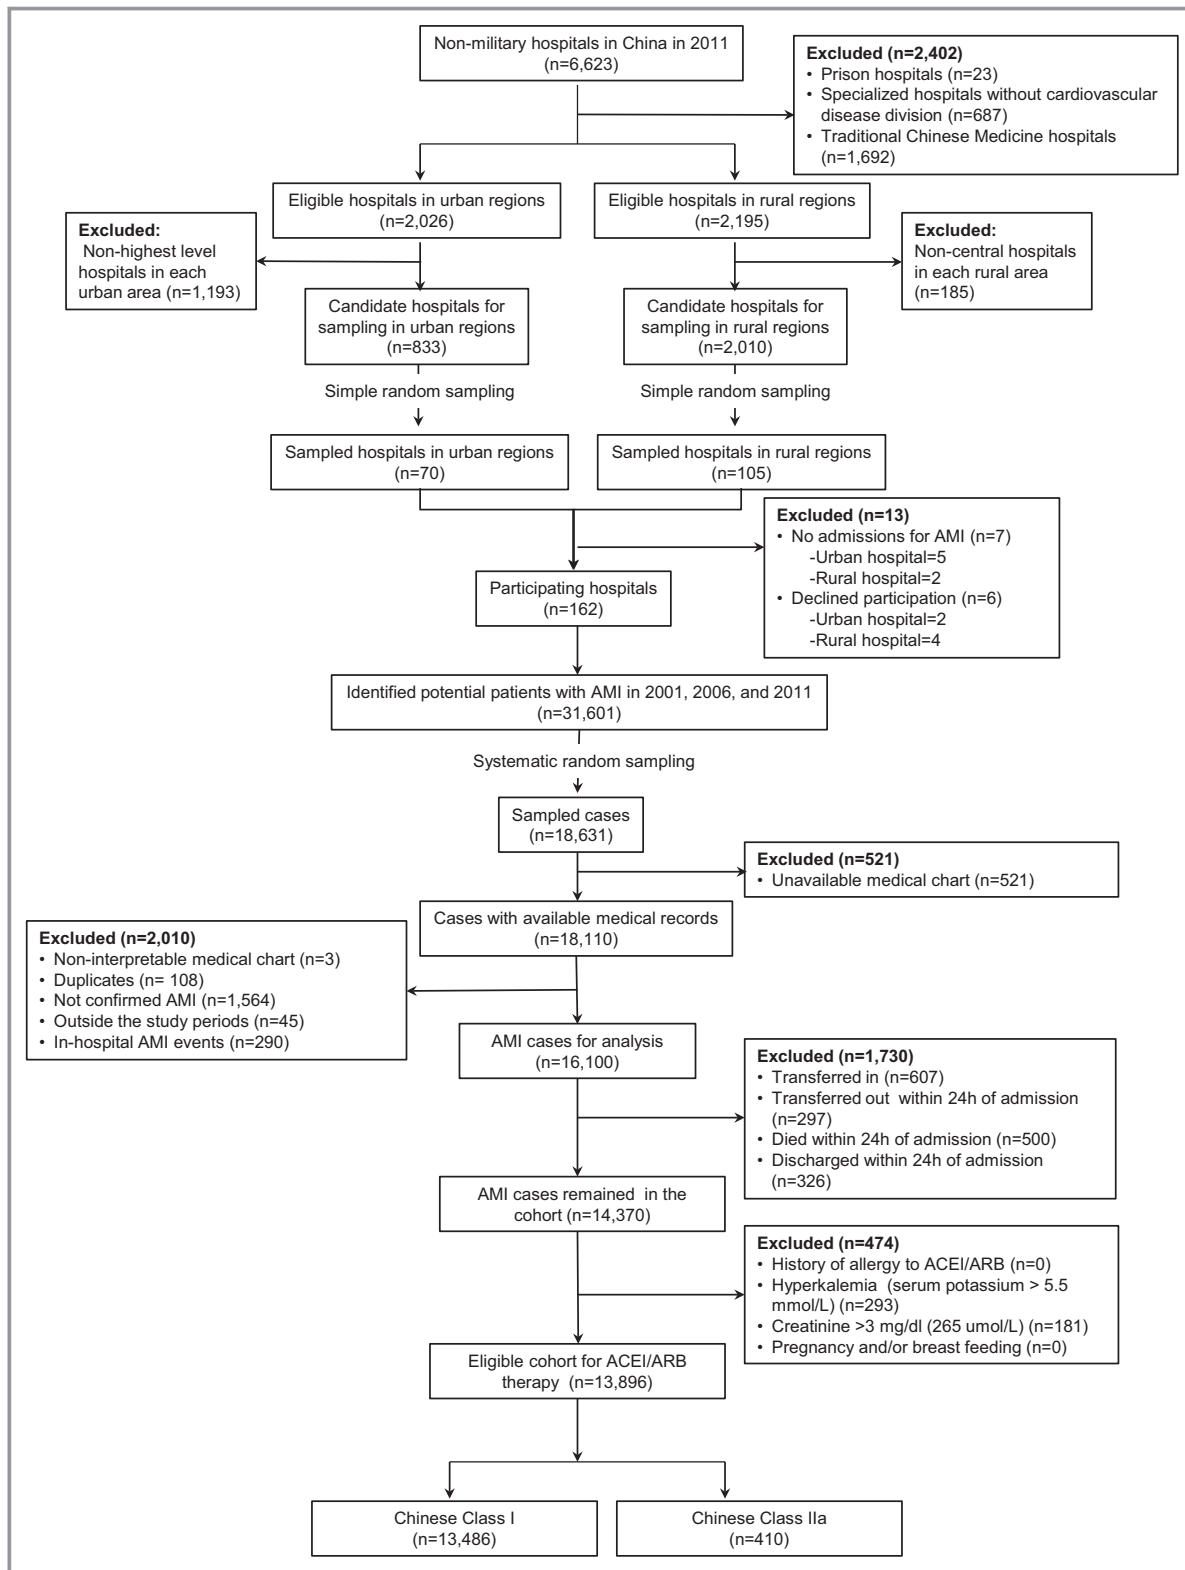 Non-military hospitals in China in 2011
(n=6,623)
Excluded (n=2,402)
• Prison hospitals (n=23)
• Specialized hospitals without cardiovascular
disease division (n=687)
• Traditional Chinese Medicine hospitals
(n=1,692)
Eligible hospitals in urban regions
(n=2,026)
Eligible hospitals in rural regions
(n=2,195)
Excluded:
Non-highest level
hospitals in each
urban area (n=1,193)
Excluded:
Non-central hospitals
in each rural area
(n=185)
Candidate hospitals for
sampling in urban regions
(n=833)
Candidate hospitals for
sampling in rural regions
(n=2,010)
Simple random sampling
Simple random sampling
Sampled hospitals in urban regions
(n=70)
Sampled hospitals in rural regions
(n=105)
Excluded (n=13)
• No admissions for AMI (n=7)
-Urban hospital=5
-Rural hospital=2
• Declined participation (n=6)
-Urban hospital=2
-Rural hospital=4
Participating hospitals
(n=162)
Identified potential patients with AMI in 2001, 2006, and 2011
(n=31,601)
Systematic random sampling
Sampled cases
(n=18,631)
Excluded (n=521)
• Unavailable medical chart (n=521)
Cases with available medical records
(n=18,110)
Excluded (n=2,010)
• Non-interpretable medical chart (n=3)
• Duplicates (n= 108)
• Not confirmed AMI (n=1,564)
• Outside the study periods (n=45)
• In-hospital AMI events (n=290)
AMI cases for analysis
(n=16,100)
Excluded (n=1,730)
• Transferred in (n=607)
• Transferred out within 24h of admission
(n=297)
• Died within 24h of admission (n=500)
• Discharged within 24h of admission
(n=326)
AMI cases remained in the
cohort (n=14,370)
Excluded (n=474)
• History of allergy to ACEI/ARB (n=0)
• Hyperkalemia (serum potassium > 5.5
mmol/L) (n=293)
• Creatinine >3 mg/dl (265 umol/L) (n=181)
• Pregnancy and/or breast feeding (n=0)
Eligible cohort for ACEI/ARB
therapy (n=13,896)
Chinese Class I
(n=13,486)
Chinese Class IIa
(n=410)